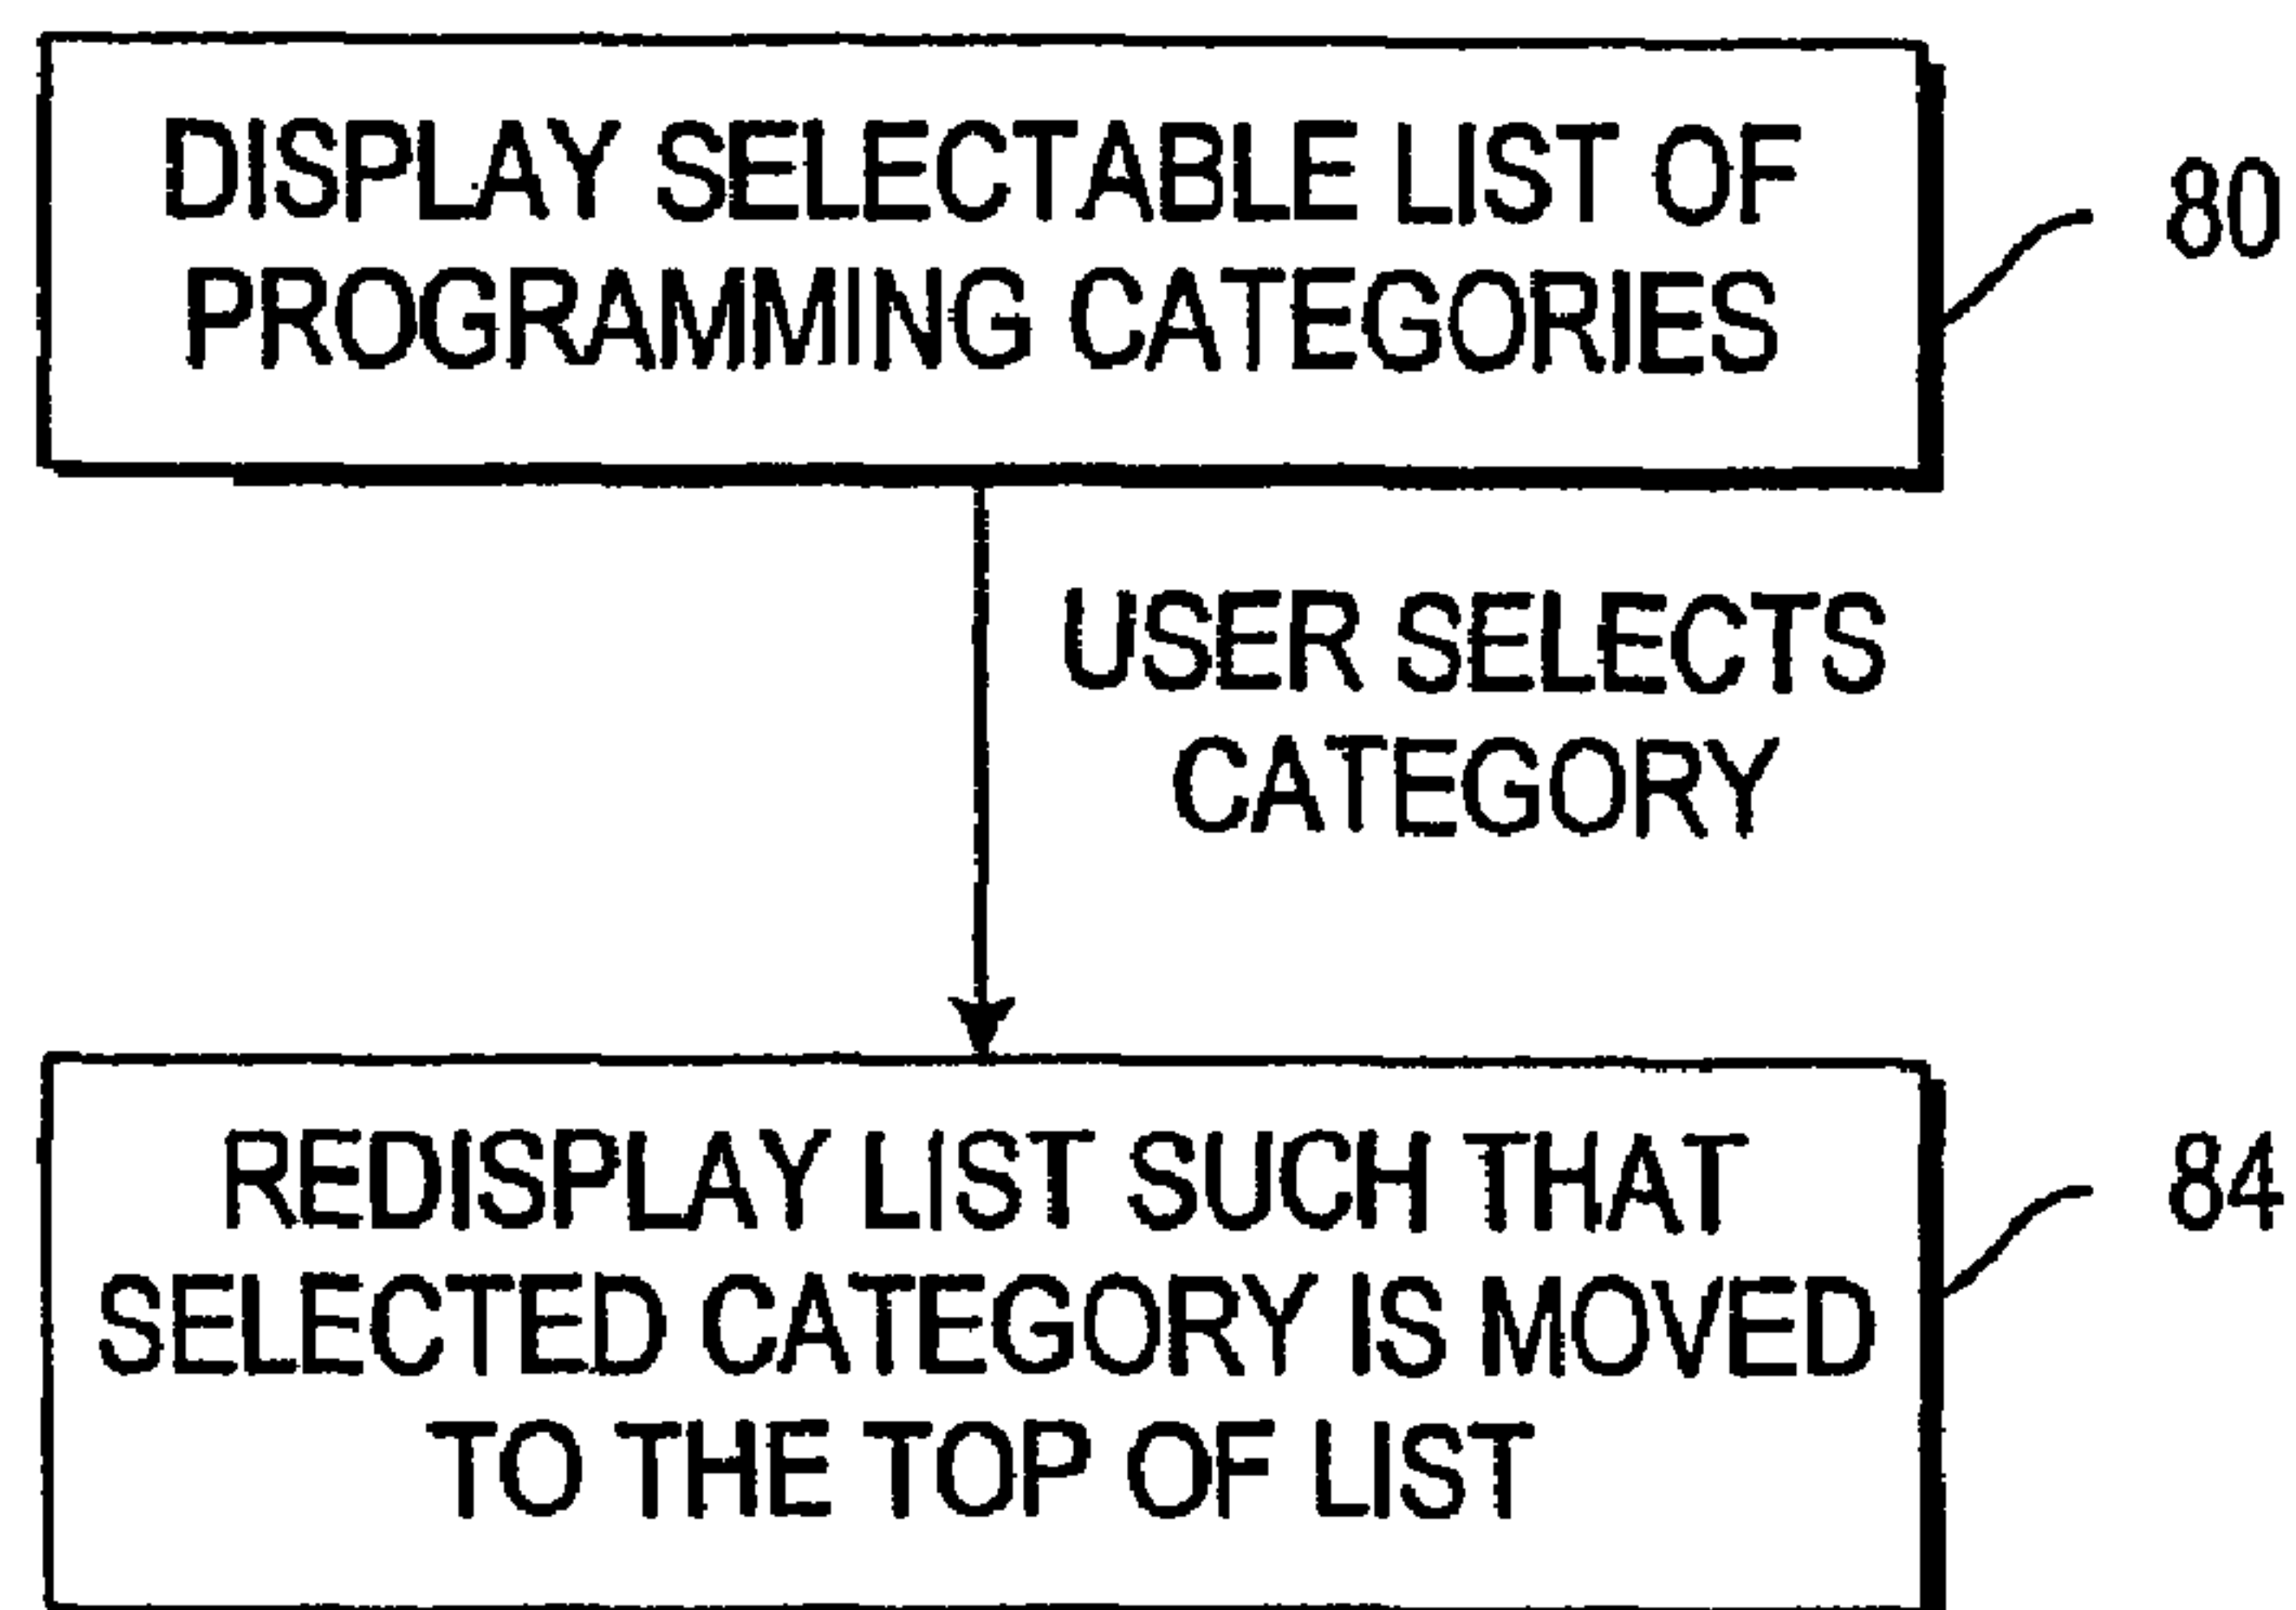 DISPLAY SELECTABLE LIST OF
PROGRAMMING CATEGORIES
80
USER SELECTS
CATEGORY
REDISPLAY LIST SUCH THAT
SELECTED CATEGORY IS MOVED
TO THE TOP OF LIST
84